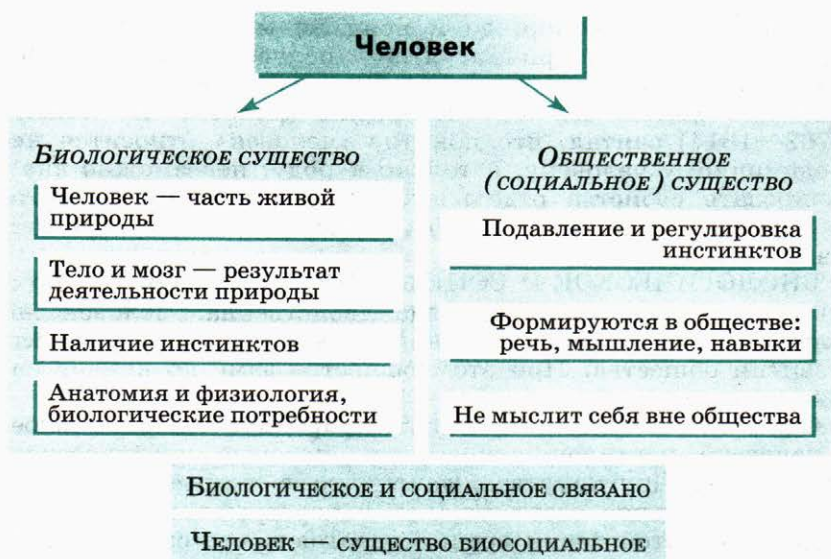 Человек
БИОЛОГИЧЕСКОЕ СУЩЕСТВО
Человек — часть живой
природы
Тело и мозг — результат
деятельности природы
Наличие инстинктов
Анатомия и физиология,
биологические потребности
ОБЩЕСТВЕННОЕ
(СОЦИАЛЬНОЕ) СУЩЕСТВО
Подавление и регулировка
инстинктов
Формируются в обществе:
речь, мышление, навыки
Не мыслит себя вне общества
БИОЛОГИЧЕСКОЕ И СОЦИАЛЬНОЕ СВЯЗАНО
ЧЕЛОВЕК — СУЩЕСТВО БИОСОЦИАЛЬНОЕ